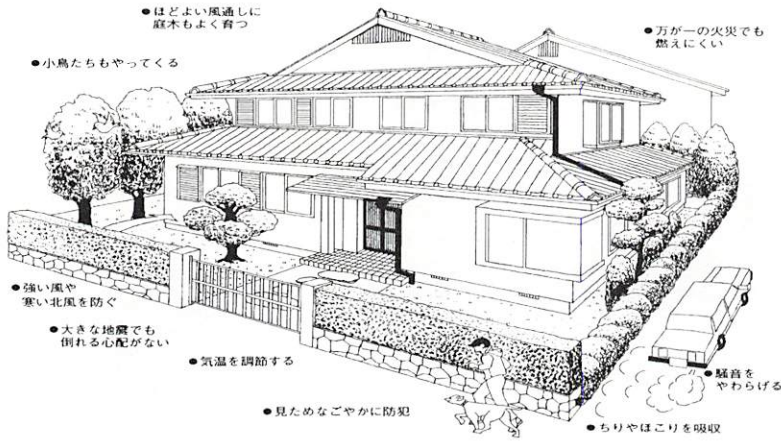 ●ほどよい風通しに
庭木もよく育つ
●万が一の火災でも
燃えにくい
●小鳥たちもやってくる
●強い風や
寒い北風を防ぐ
●大きな地震でも
倒れる心配がない
●気温を調節する
●騒音を
やわらげる
●見ためなごやかに防犯
●ちりやほこりを吸収